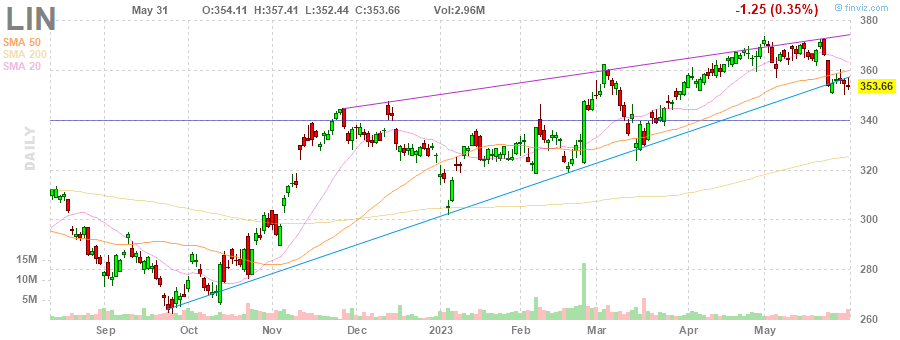 LIN May 31 O:354.11 H:357.41 L:352.44 C:353.66 Vol:2.96M -1.25 (0.35%)
© finviz.com
SMA 50
SMA 200
SMA 20
DAILY
380
360
353.66
340
320
300
280
260
15M
10M
5M
Sep Oct Nov Dec 2023 Feb Mar Apr May